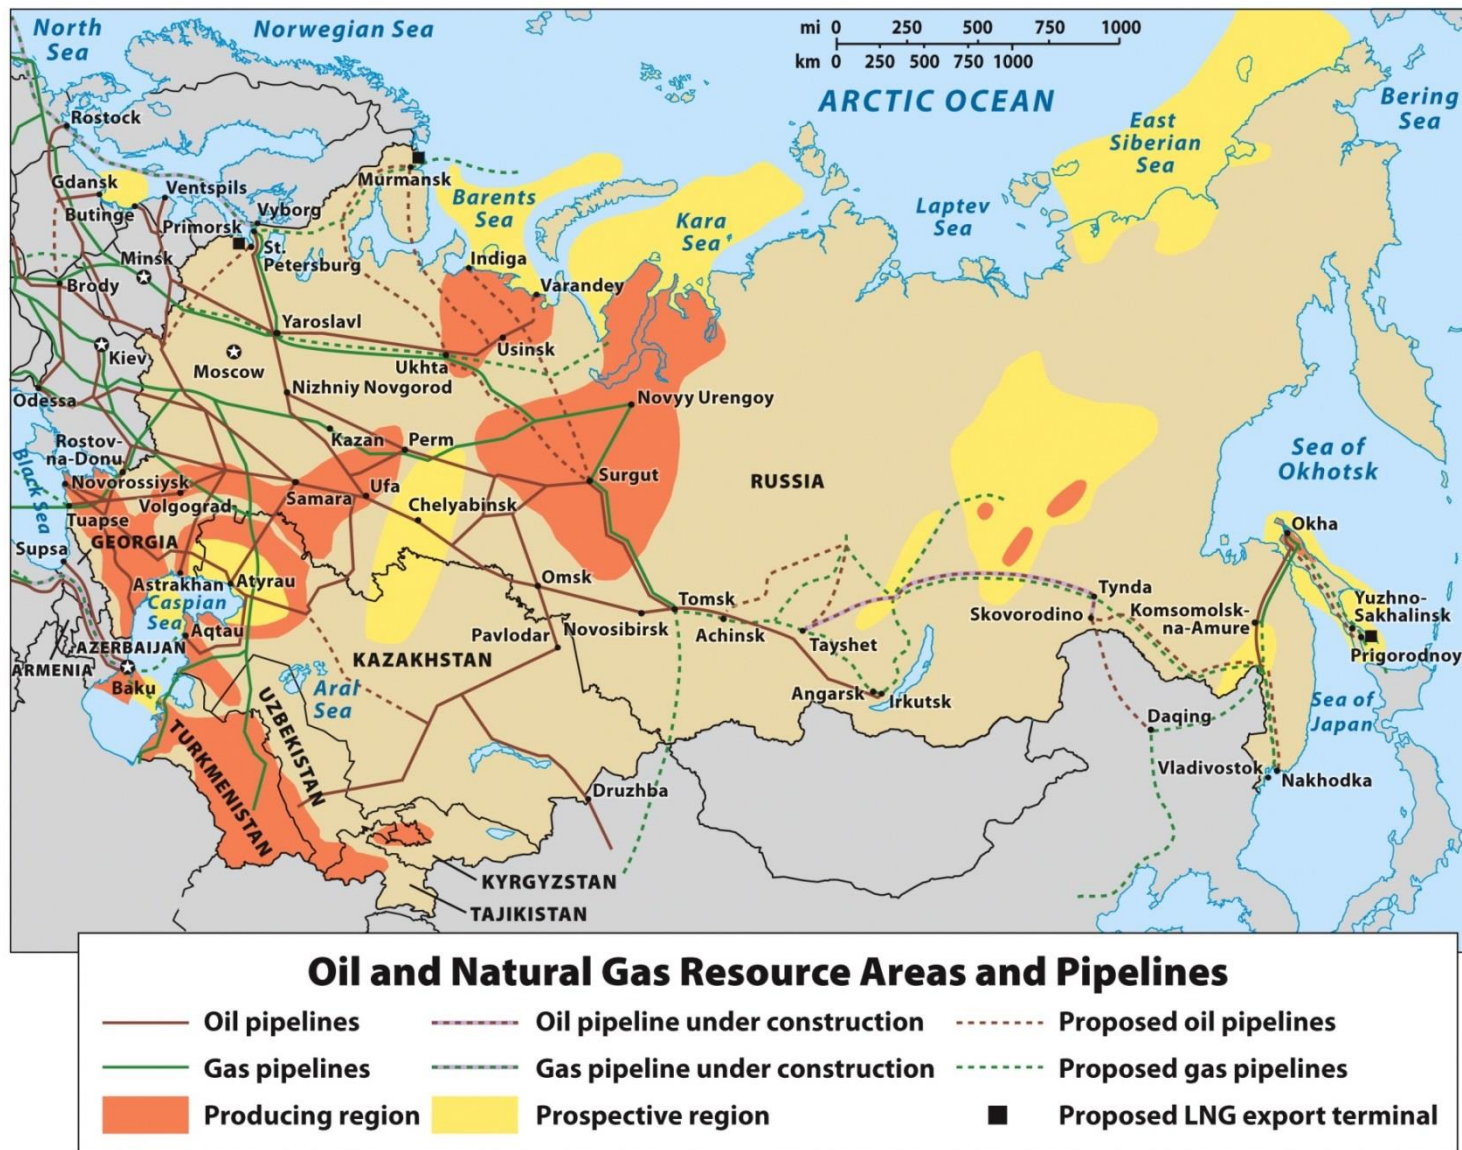 North
Sea
Norwegian Sea
mi 0 250 500 750 1000
km 0 250 500 750 1000
ARCTIC OCEAN
Bering
Sea
East
Siberian
Sea
Rostock
Murmansk
Barents
Sea
Kara
Sea
Laptev
Sea
Gdansk
Ventspils
Butinge
Vyborg
Primorsk
St.
Petersburg
Minsk
Indiga
Varandey
Brody
Yaroslavl
Usinsk
Kiev
Moscow
Ukhta
Odessa
Nizhniy Novgorod
Novyy Urengoy
Kazan
Perm
Rostov-
na-Donu
Black Sea
Sea of
Okhotsk
Novorossiysk
Samara
Ufa
Surgut
RUSSIA
Volgograd
Chelyabinsk
Tuapse
Okha
GEORGIA
Supsa
Astrakhan
Atyrau
Omsk
Tomsk
Tynda
Yuzhno-
Sakhalinsk
Caspian
Sea
Skovorodino
Komsomolsk-
na-Amure
Aqtau
Pavlodar
Novosibirsk
Achinsk
Tayshet
Prigorodnoy
AZERBAIJAN
KAZAKHSTAN
ARMENIA
Baku
Aral
Sea
Angarsk
Irkutsk
Sea of
Japan
Daqing
UZBEKISTAN
TURKMENISTAN
Vladivostok
Nakhodka
Druzhba
KYRGYZSTAN
TAJIKISTAN
Oil and Natural Gas Resource Areas and Pipelines
Oil pipelines
Oil pipeline under construction
Proposed oil pipelines
Gas pipelines
Gas pipeline under construction
Proposed gas pipelines
Producing region
Prospective region
Proposed LNG export terminal